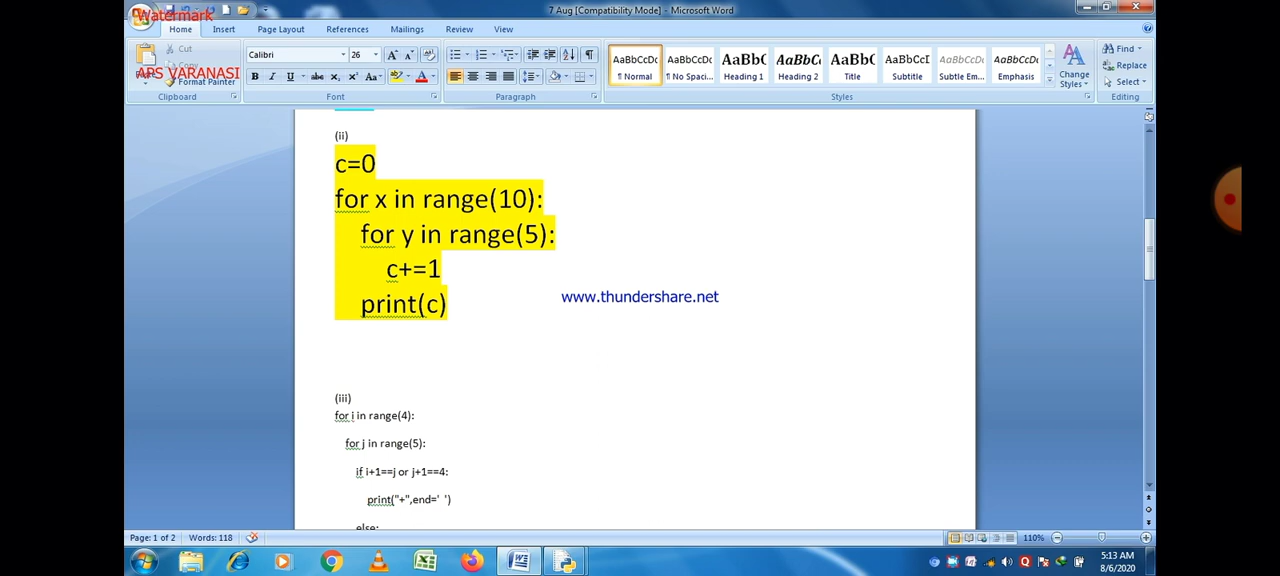 Watermark
7 Aug [Compatibility Mode] - Microsoft Word
Home Insert Page Layout References Mailings Review View
Cut
Copy
Format Painter
APS VARANASI
Calibri 26
AaBbCcDc AaBbCcDc AaBbC AaBbCc AaBbC AaBbCcI AaBbCcDc AaBbCcDc
¶ Normal ¶ No Spaci... Heading 1 Heading 2 Title Subtitle Subtle Em... Emphasis
Change Styles
Find
Replace
Select
Clipboard Font Paragraph Styles Editing
(ii)
c=0
for x in range(10):
for y in range(5):
c+=1
print(c)
www.thundershare.net
(iii)
for i in range(4):
for j in range(5):
if i+1==j or j+1==4:
print("+",end=' ')
else:
Page: 1 of 2 Words: 118 110%
5:13 AM
8/6/2020